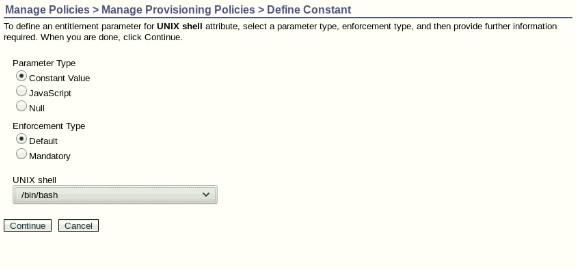 Manage Policies > Manage Provisioning Policies > Define Constant
To define an entitlement parameter for UNIX shell attribute, select a parameter type, enforcement type, and then provide further information
required. When you are done, click Continue.
Parameter Type
Constant Value
JavaScript
Null
Enforcement Type
Default
Mandatory
UNIX shell
/bin/bash
Continue Cancel